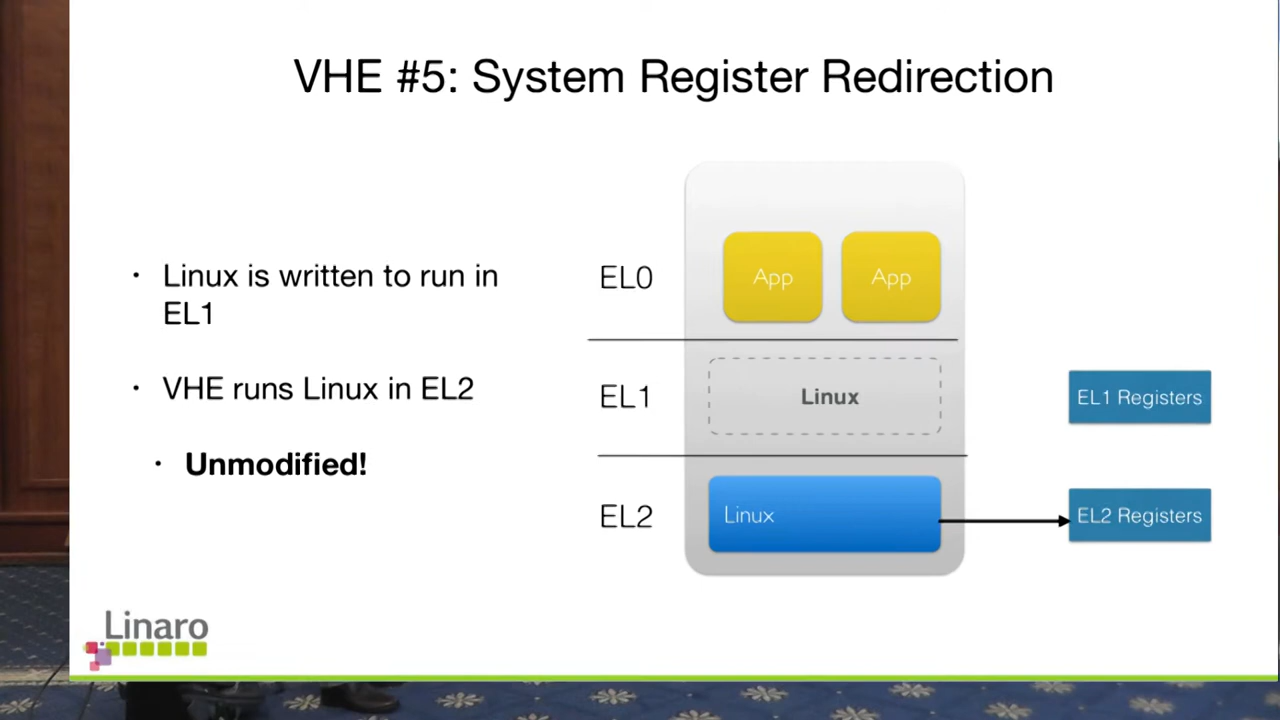 VHE #5: System Register Redirection
• Linux is written to run in
EL1
• VHE runs Linux in EL2
• Unmodified!
EL0
App
App
EL1
Linux
EL1 Registers
EL2
Linux
EL2 Registers
Linaro